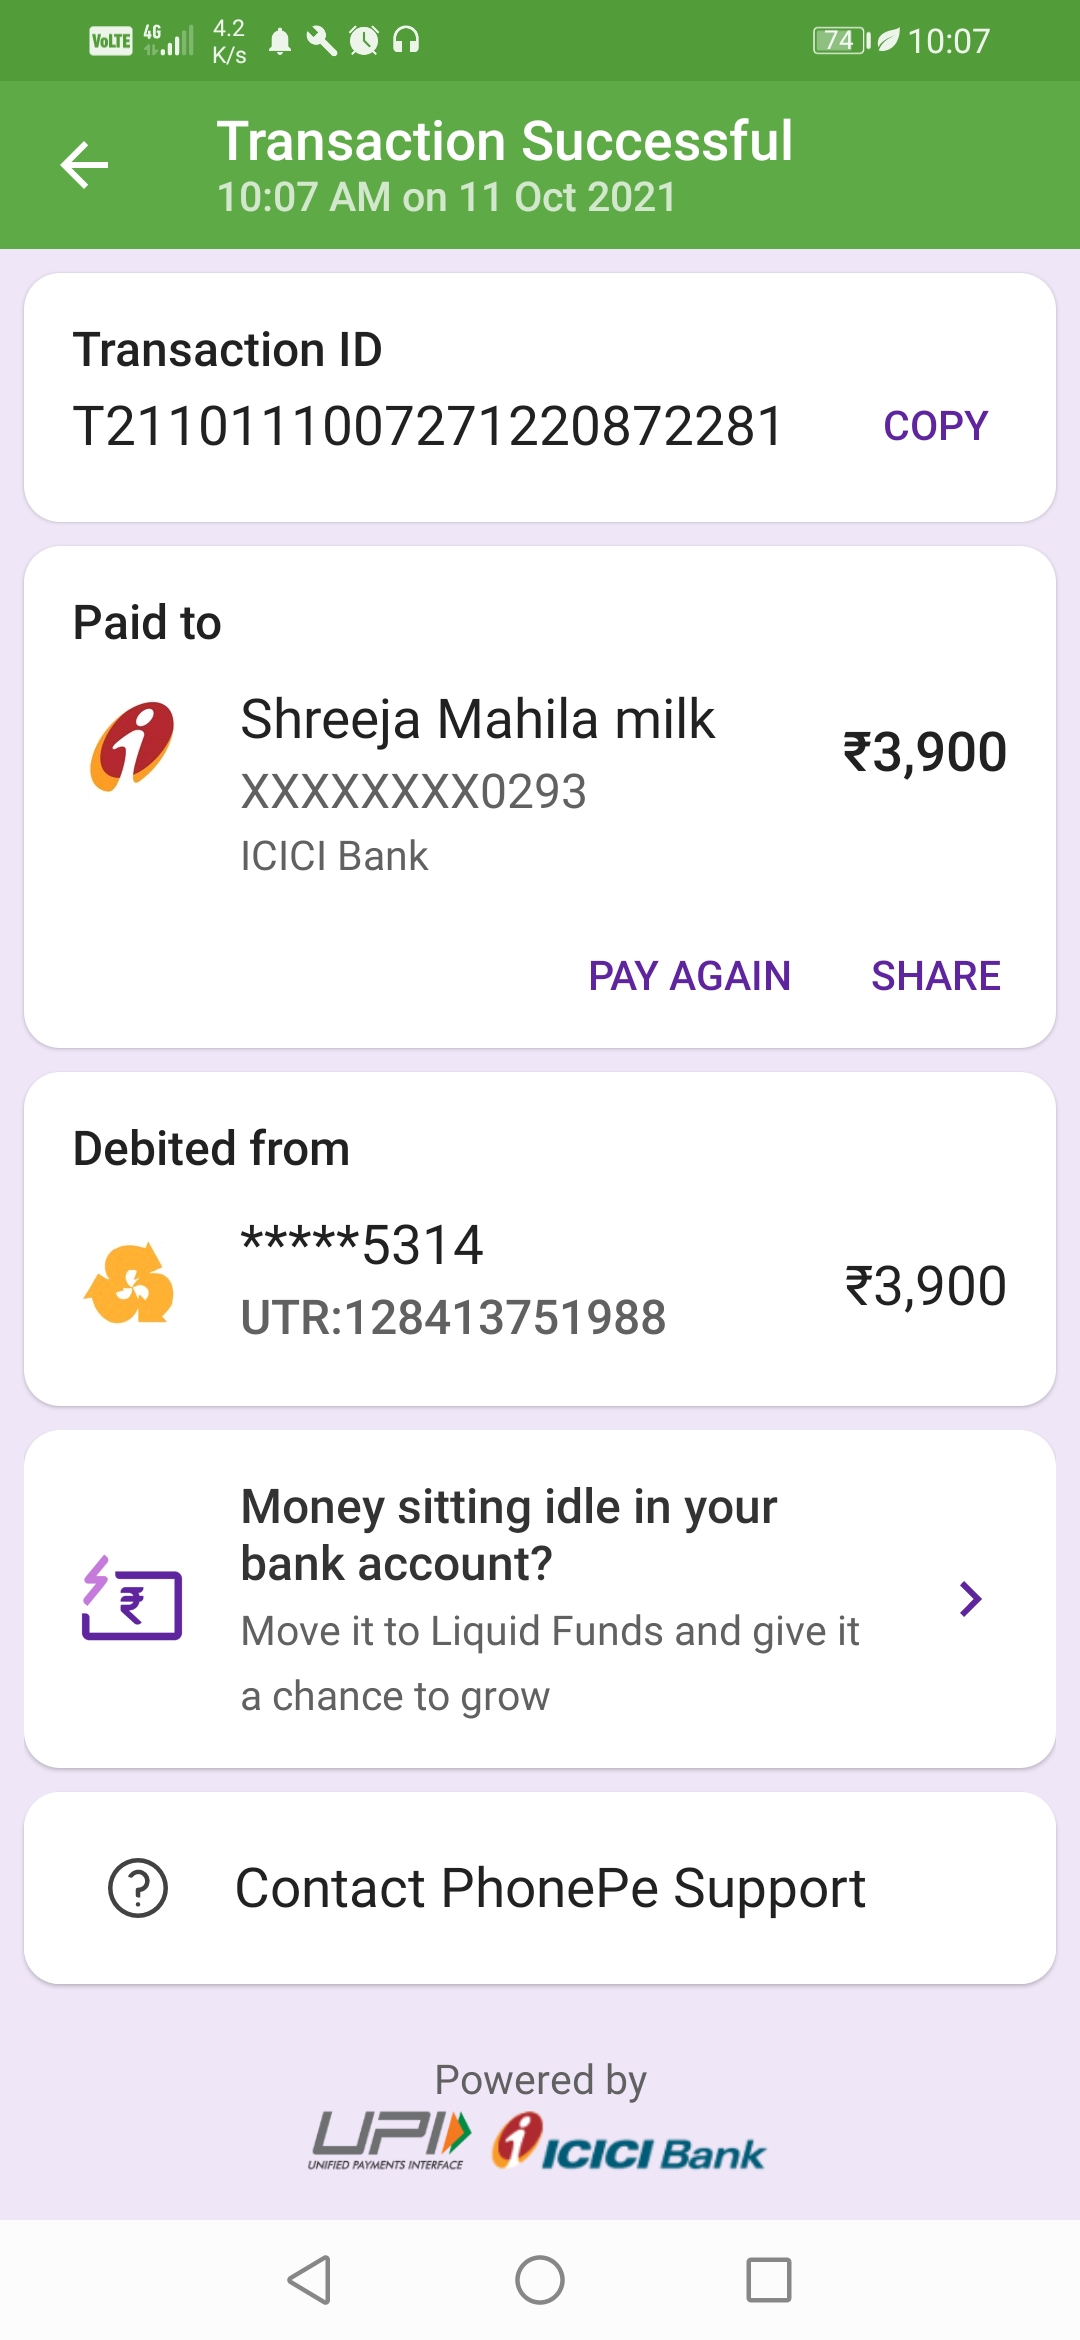 VoLTE 4G 4.2 K/s 74 10:07
Transaction Successful
10:07 AM on 11 Oct 2021
Transaction ID
T2110111007271220872281 COPY
Paid to
Shreeja Mahila milk ₹3,900
XXXXXXXX0293
ICICI Bank
PAY AGAIN SHARE
Debited from
*****5314 ₹3,900
UTR:128413751988
Money sitting idle in your
bank account?
Move it to Liquid Funds and give it
a chance to grow
Contact PhonePe Support
Powered by
UPI ICICI Bank
UNIFIED PAYMENTS INTERFACE